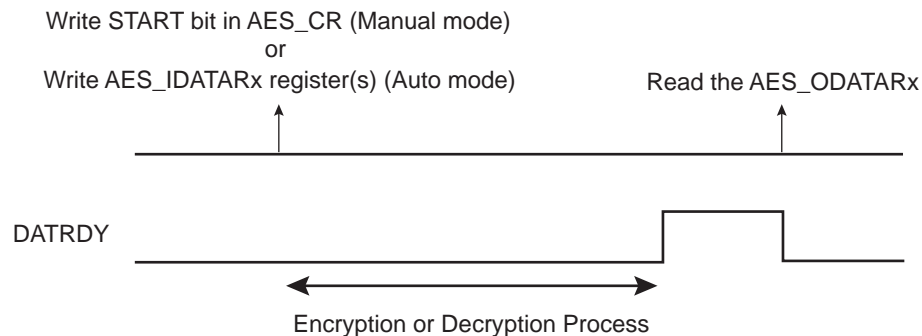 Write START bit in AES_CR (Manual mode)
or
Write AES_IDATARx register(s) (Auto mode)
Read the AES_ODATARx
DATRDY
Encryption or Decryption Process